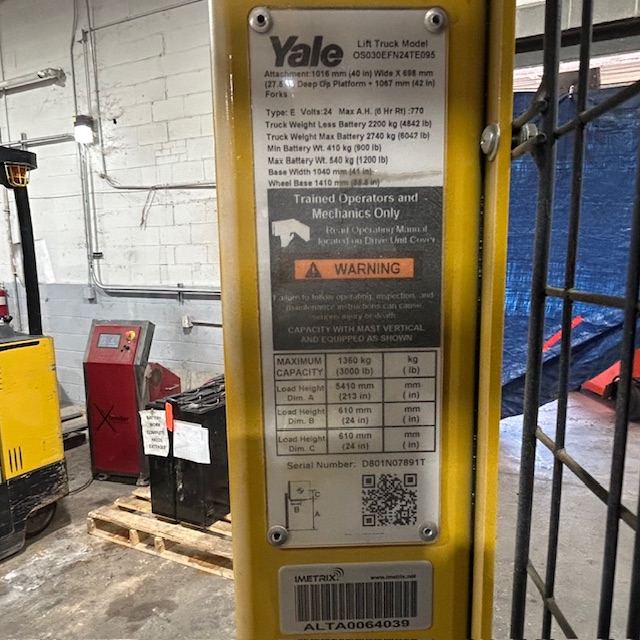 Yale
Lift Truck Model
OS030EFN24TE095
Attachment:1016 mm (40 in) Wide X 698 mm
Deep Dip Platform + 1067 mm (42 in)
Forks
Type: E Volts:24 Max A.H. (6 Hr Rt) :770
Truck Weight Less Battery 2200 kg (4842 lb)
Truck Weight Max Battery 2740 kg (6047 lb)
Min Battery Wt. 410 kg (900 lb)
Max Battery Wt. 540 kg (1200 lb)
Base Width 1040 mm (41 in)
Wheel Base 1410 mm
Trained Operators and
Mechanics Only
Read Operating Manual
located on Drive Unit Cover
WARNING
Failure to follow operating, inspection, and
maintenance instructions can cause
serious injury or death
CAPACITY WITH MAST VERTICAL
AND EQUIPPED AS SHOWN
MAXIMUM CAPACITY 1360 kg (3000 lb) kg ( lb)
Load Height Dim. A 5410 mm (213 in) mm ( in)
Load Height Dim. B 610 mm (24 in) mm ( in)
Load Height Dim. C 610 mm (24 in) mm ( in)
Serial Number: D801N07891T
C
B
A
IMETRIX
www.imetrix.net
ALTA0064039